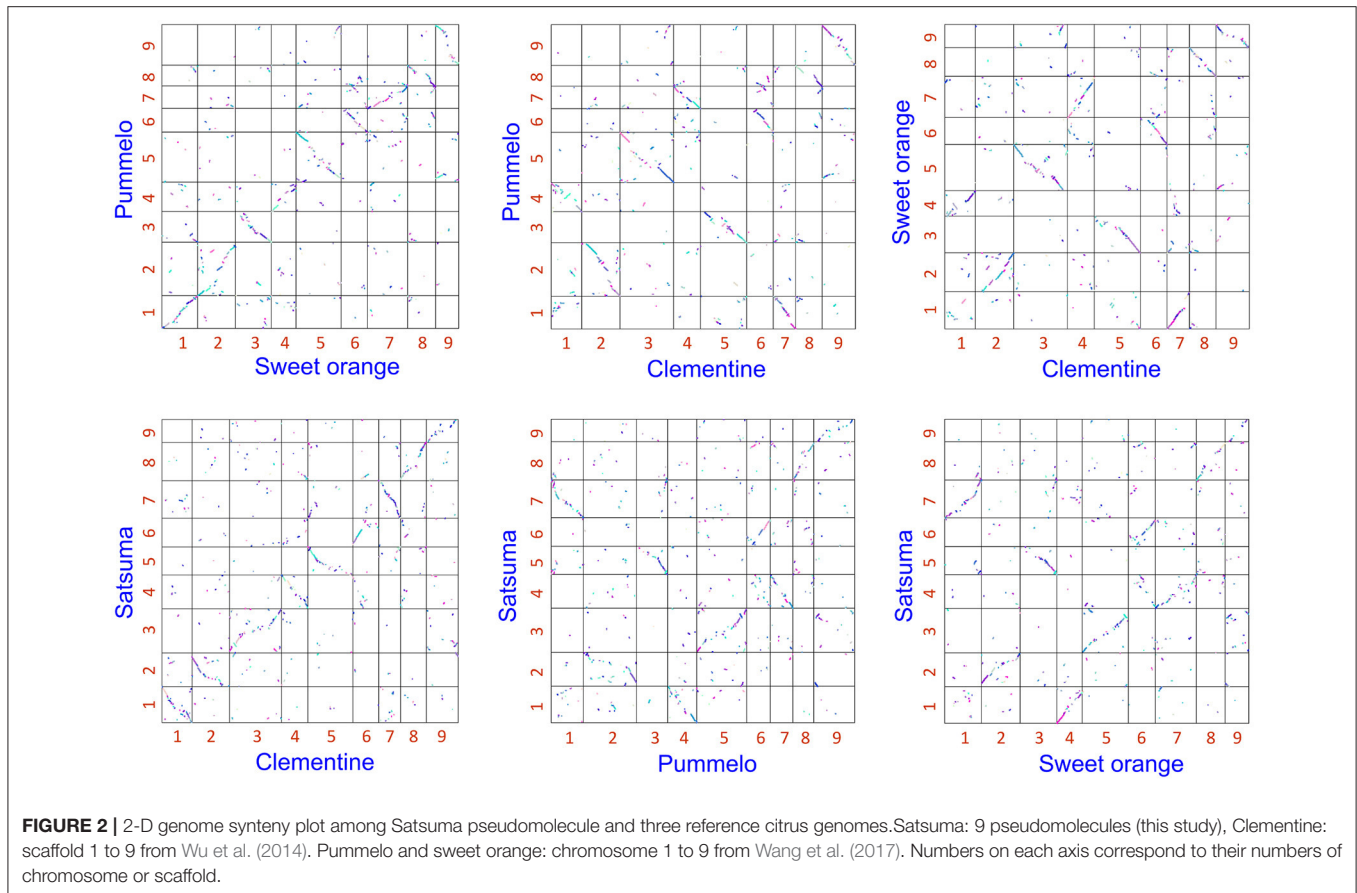 9
8
7
6
5
4
3
2
1
Pummelo
1 2 3 4 5 6 7 8 9
Sweet orange
9
8
7
6
5
4
3
2
1
Pummelo
1 2 3 4 5 6 7 8 9
Clementine
9
8
7
6
5
4
3
2
1
Sweet orange
1 2 3 4 5 6 7 8 9
Clementine
9
8
7
6
5
4
3
2
1
Satsuma
1 2 3 4 5 6 7 8 9
Clementine
9
8
7
6
5
4
3
2
1
Satsuma
1 2 3 4 5 6 7 8 9
Pummelo
9
8
7
6
5
4
3
2
1
Satsuma
1 2 3 4 5 6 7 8 9
Sweet orange
FIGURE 2 | 2-D genome synteny plot among Satsuma pseudomolecule and three reference citrus genomes.Satsuma: 9 pseudomolecules (this study), Clementine:
scaffold 1 to 9 from Wu et al. (2014). Pummelo and sweet orange: chromosome 1 to 9 from Wang et al. (2017). Numbers on each axis correspond to their numbers of
chromosome or scaffold.